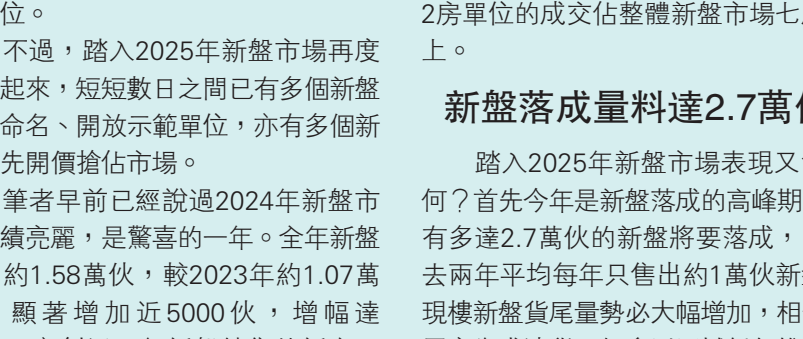 位。
不過，踏入2025年新盤市場再度
起來，短短數日之間已有多個新盤
命名、開放示範單位，亦有多個新
先開價搶佔市場。
筆者早前已經說過2024年新盤市
績亮麗，是驚喜的一年。全年新盤
約1.58萬伙，較2023年約1.07萬
顯著增加近5000伙，增幅達
2房單位的成交佔整體新盤市場七
上。
新盤落成量料達2.7萬
踏入2025年新盤市場表現又
何？首先今年是新盤落成的高峰期
有多達2.7萬伙的新盤將要落成，
去兩年平均每年只售出約1萬伙新
現樓新盤貨尾量勢必大幅增加，相